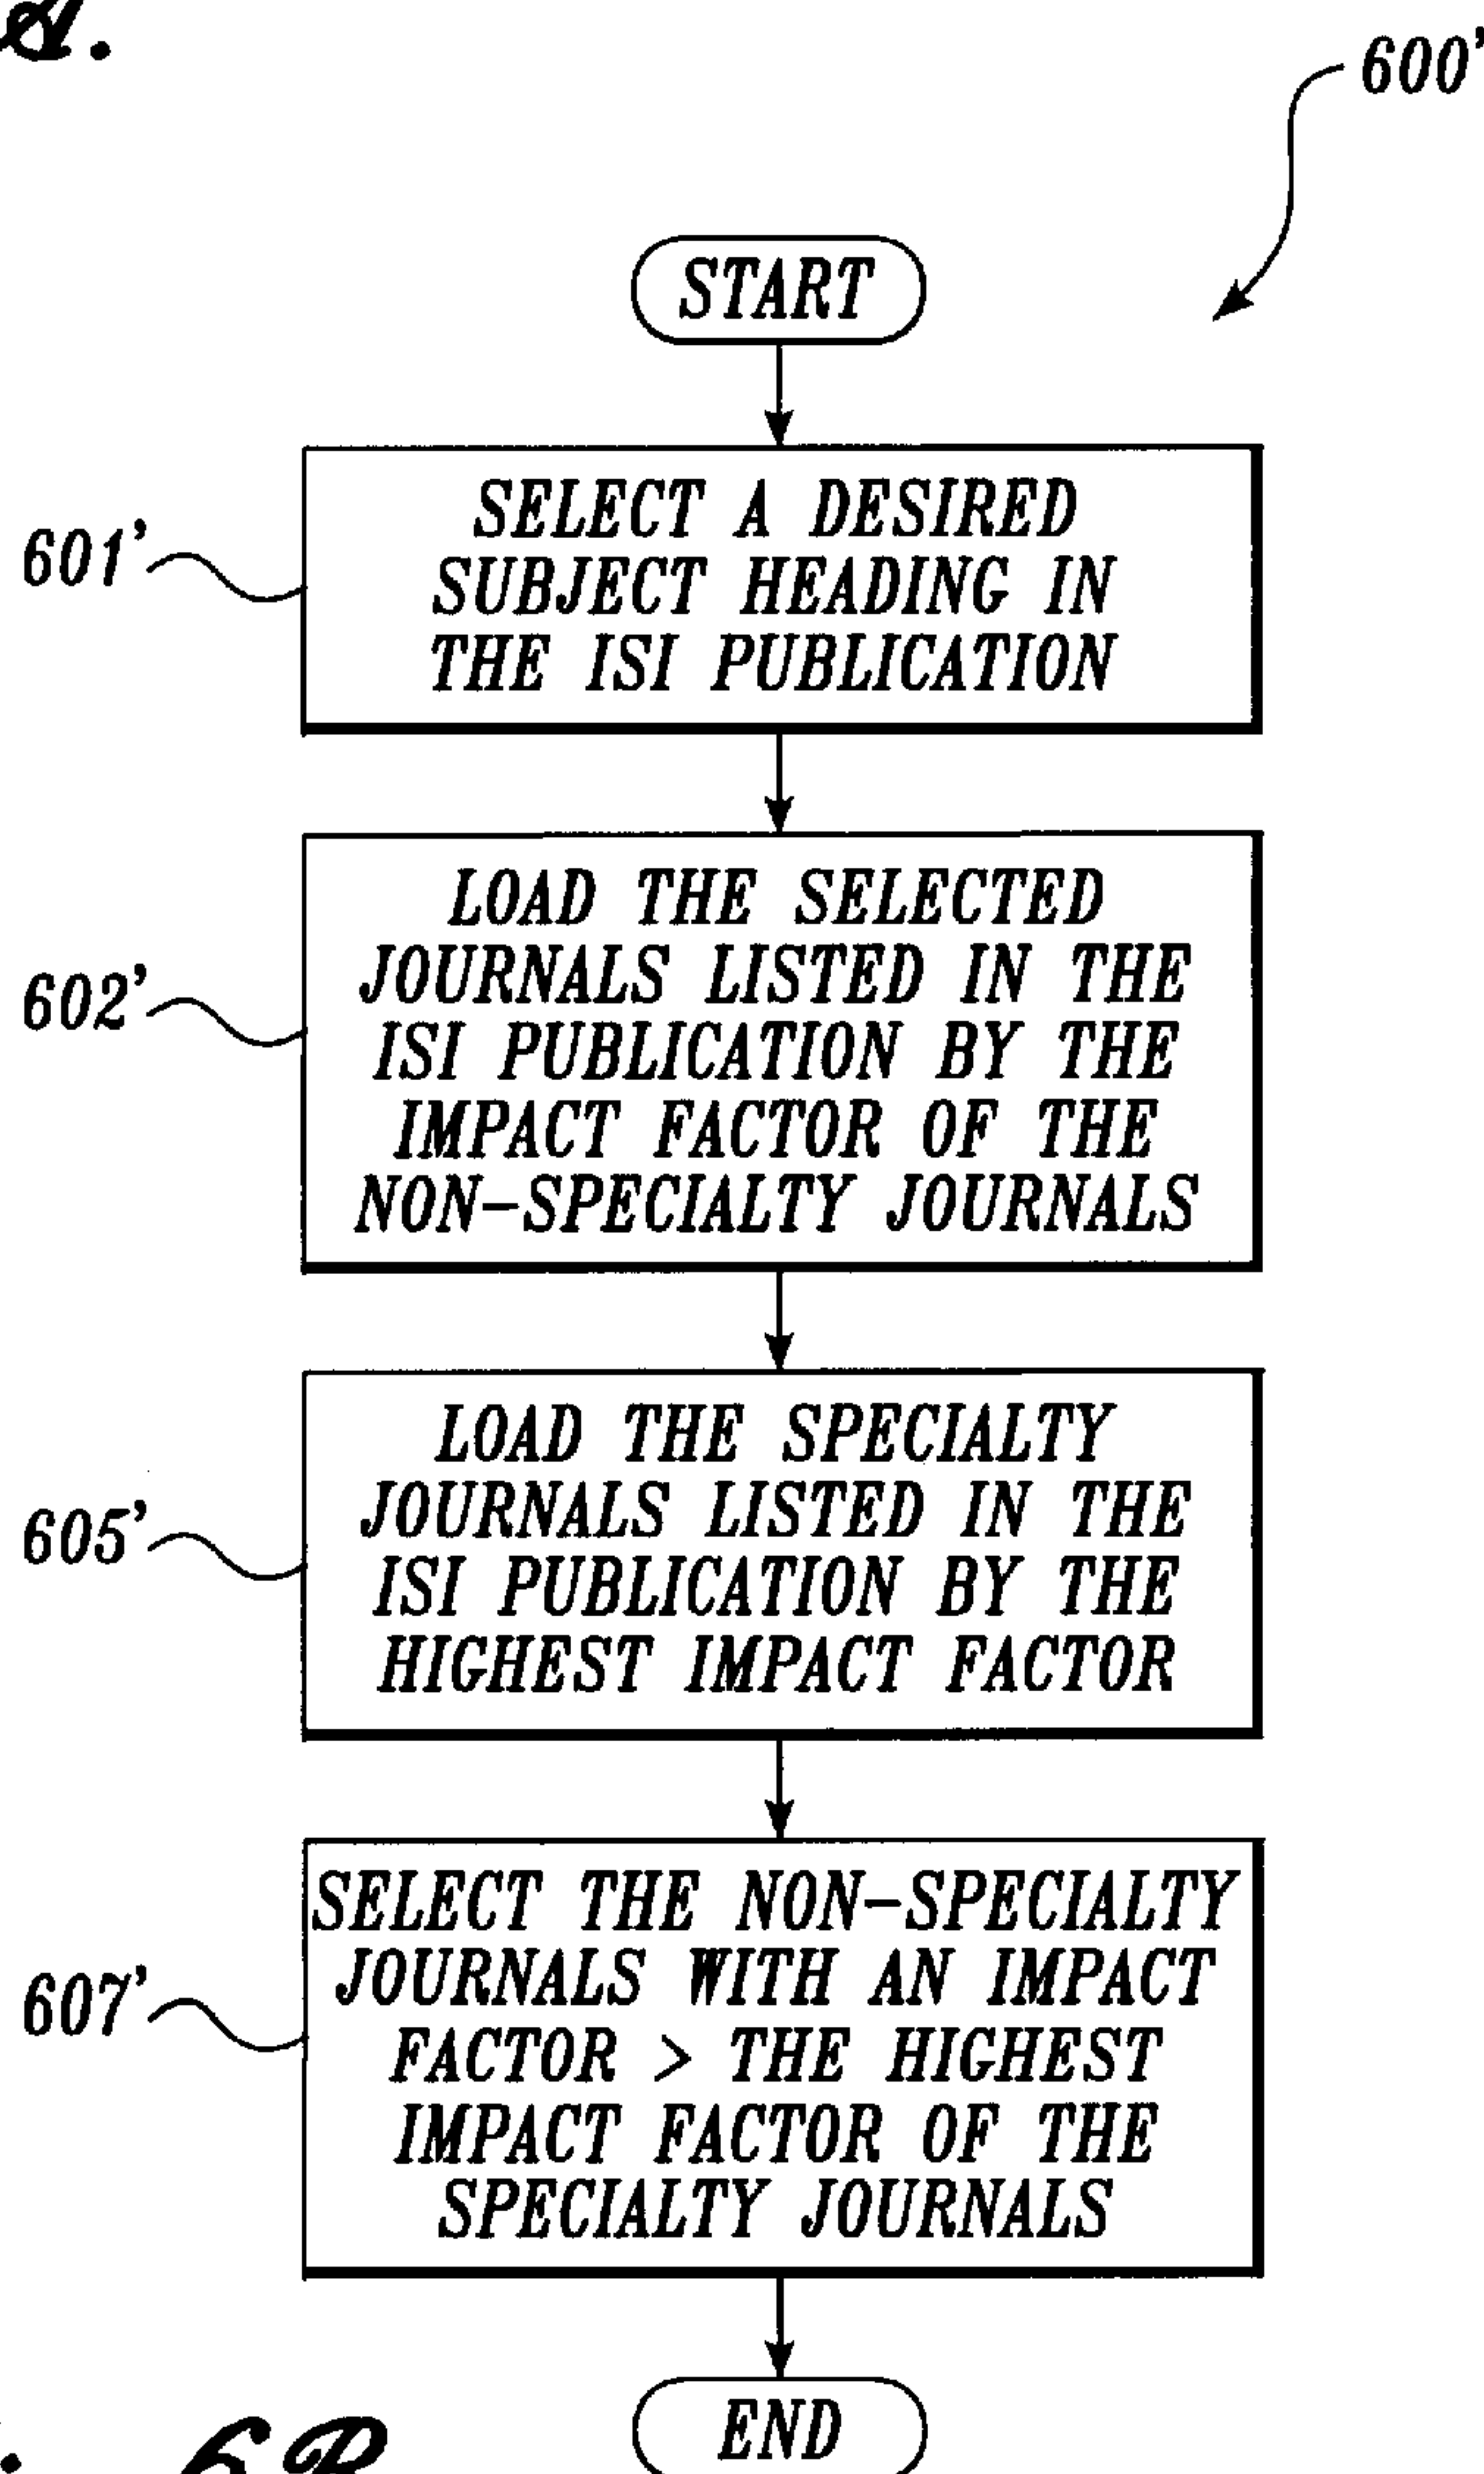 600'
START
601'
SELECT A DESIRED
SUBJECT HEADING IN
THE ISI PUBLICATION
602'
LOAD THE SELECTED
JOURNALS LISTED IN THE
ISI PUBLICATION BY THE
IMPACT FACTOR OF THE
NON-SPECIALTY JOURNALS
605'
LOAD THE SPECIALTY
JOURNALS LISTED IN THE
ISI PUBLICATION BY THE
HIGHEST IMPACT FACTOR
607'
SELECT THE NON-SPECIALTY
JOURNALS WITH AN IMPACT
FACTOR > THE HIGHEST
IMPACT FACTOR OF THE
SPECIALTY JOURNALS
END
6B